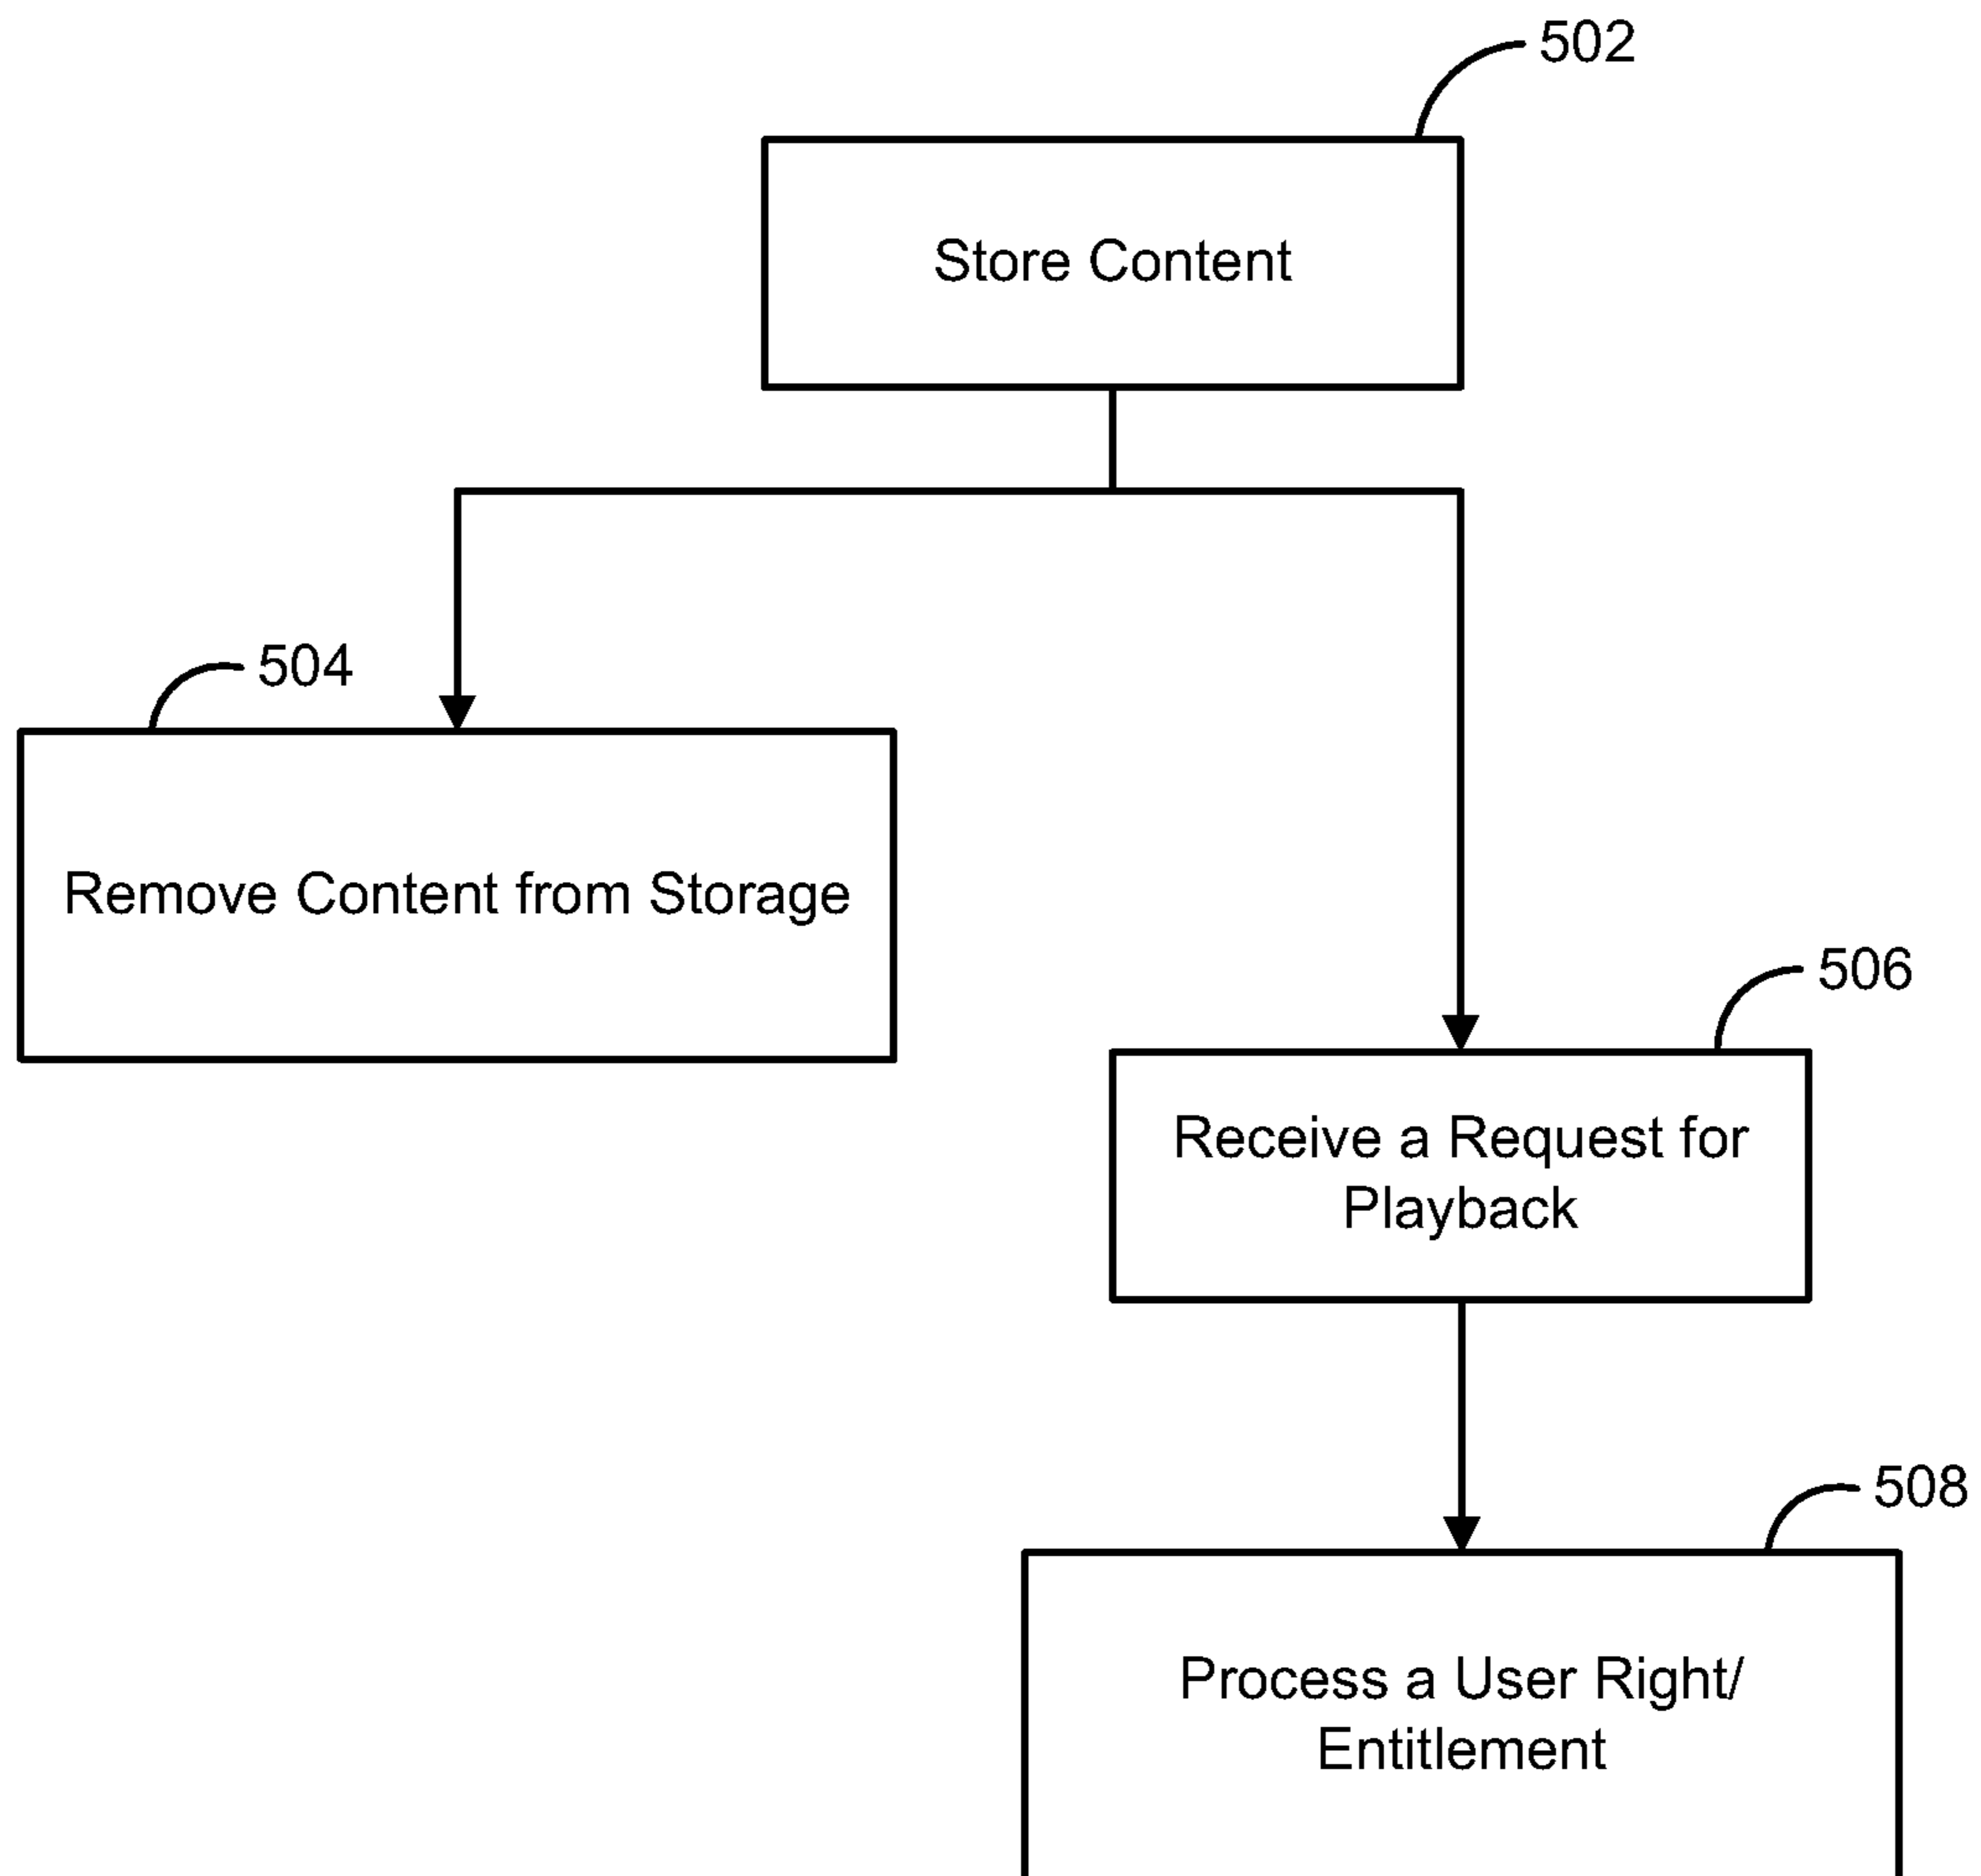 502
Store Content
504
Remove Content from Storage
506
Receive a Request for
Playback
508
Process a User Right/
Entitlement